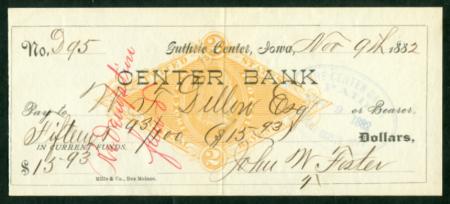 No. D95 Guthrie Center, Iowa, Nov 9th 1882
CENTER BANK
Pay to W. H. Dillon Esq or Bearer,
Fifteen & 93/100 ($15.93) Dollars,
IN CURRENT FUNDS.
$15.93 John W. Foster
Mills & Co., Des Moines.